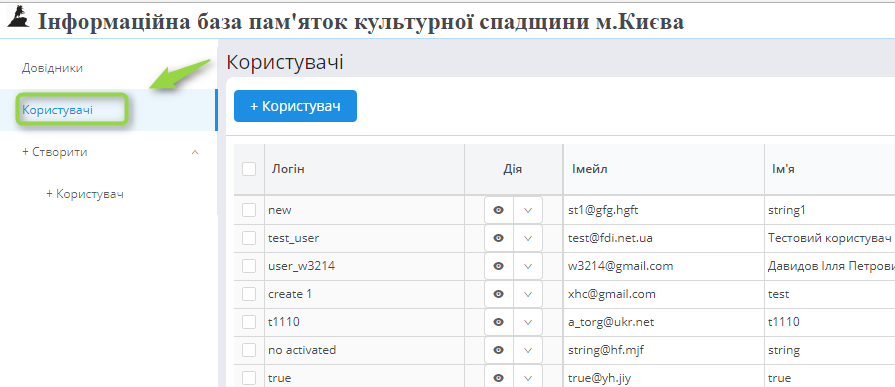 Інформаційна база пам'яток культурної спадщини м.Києва
Довідники
Користувачі
+ Створити
+ Користувач
Користувачі
+ Користувач
Логін Дія Імейл Ім'я
new st1@gfg.hgft string1
test_user test@fdi.net.ua Тестовий користувач
user_w3214 w3214@gmail.com Давидов Ілля Петрови
create 1 xhc@gmail.com test
t1110 a_torg@ukr.net t1110
no activated string@hf.mjf string
true true@yh.jiy true